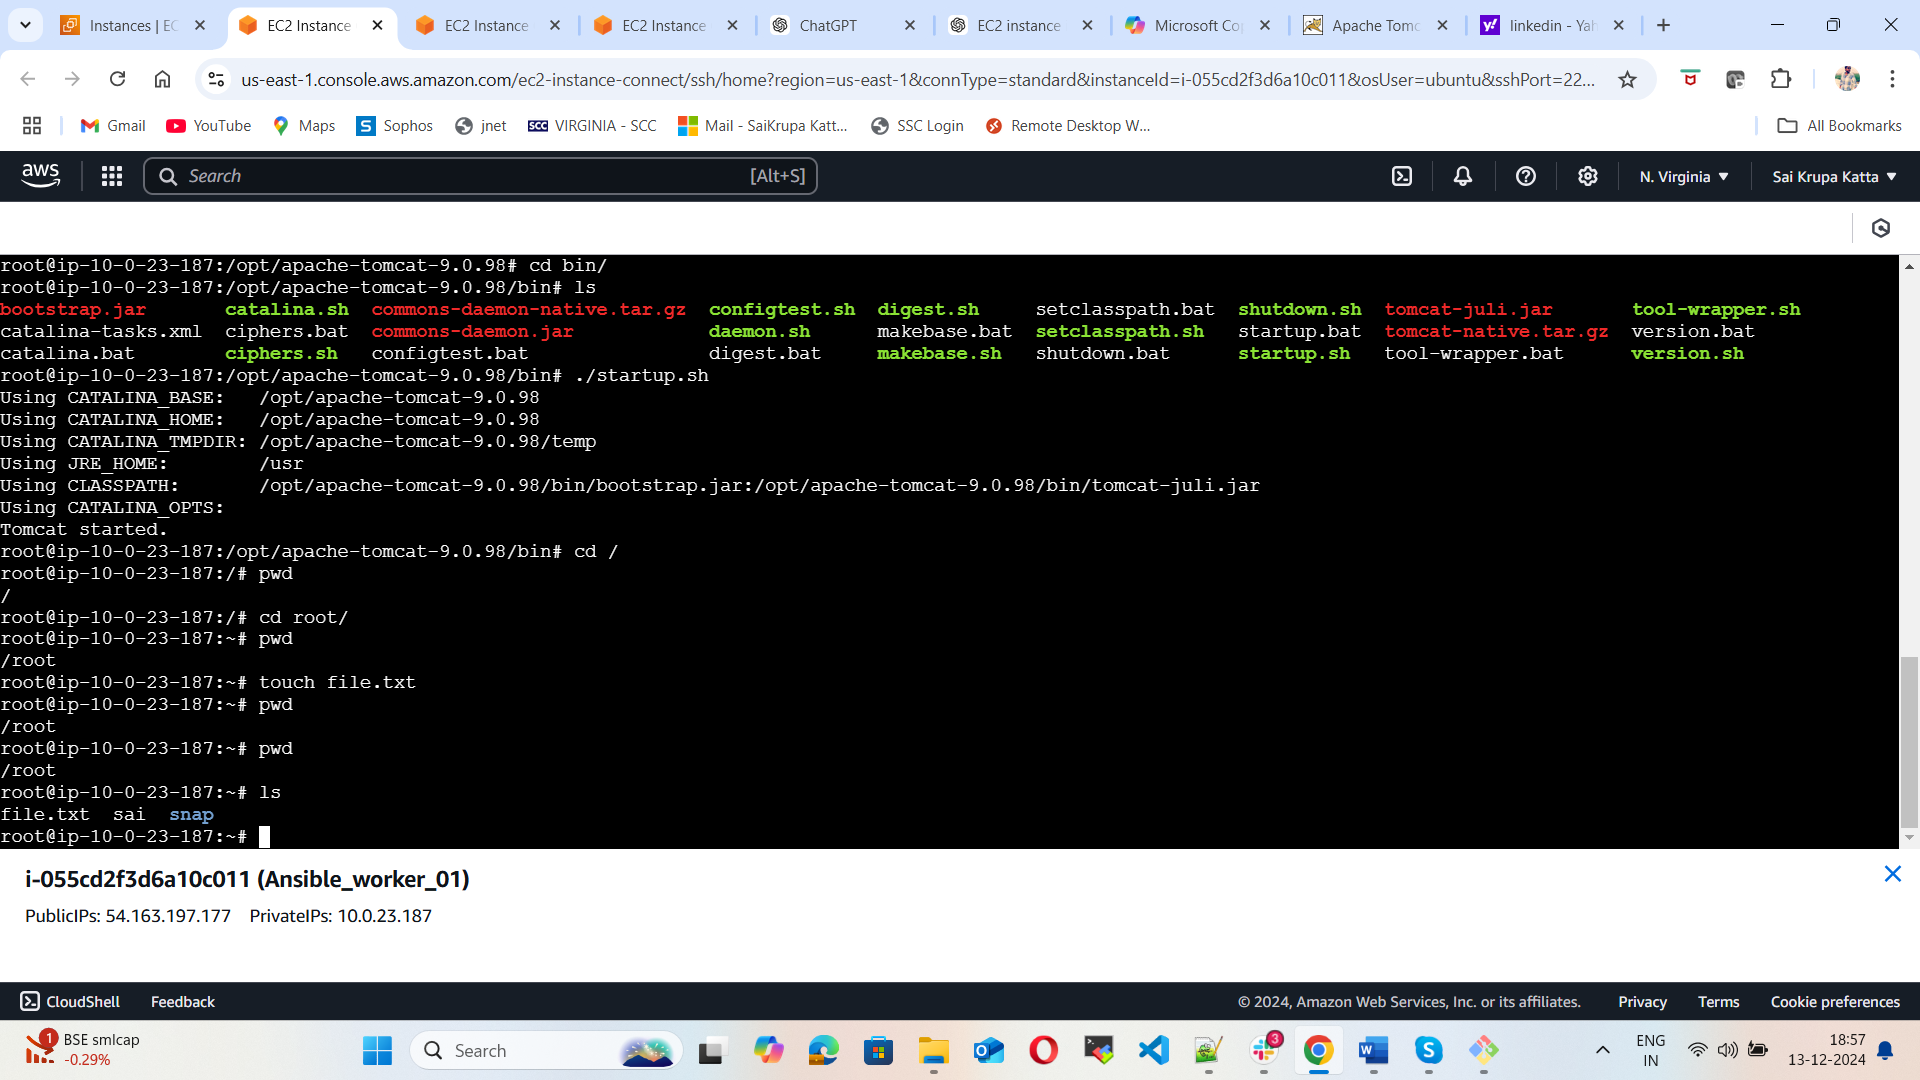 Instances | EC
EC2 Instance
EC2 Instance
EC2 Instance
ChatGPT
EC2 instance
Microsoft Co
Apache Tomc
linkedin - Yah
us-east-1.console.aws.amazon.com/ec2-instance-connect/ssh/home?region=us-east-1&connType=standard&instanceId=i-055cd2f3d6a10c011&osUser=ubuntu&sshPort=22...
Gmail
YouTube
Maps
Sophos
jnet
SCC VIRGINIA - SCC
Mail - SaiKrupa Katt...
SSC Login
Remote Desktop W...
All Bookmarks
aws
Search
[Alt+S]
N. Virginia
Sai Krupa Katta
root@ip-10-0-23-187:/opt/apache-tomcat-9.0.98# cd bin/
root@ip-10-0-23-187:/opt/apache-tomcat-9.0.98/bin# ls
bootstrap.jar catalina.sh commons-daemon-native.tar.gz configtest.sh digest.sh setclasspath.bat shutdown.sh tomcat-juli.jar tool-wrapper.sh
catalina-tasks.xml ciphers.bat commons-daemon.jar daemon.sh makebase.bat setclasspath.sh startup.bat tomcat-native.tar.gz version.bat
catalina.bat ciphers.sh configtest.bat digest.bat makebase.sh shutdown.bat startup.sh tool-wrapper.bat version.sh
root@ip-10-0-23-187:/opt/apache-tomcat-9.0.98/bin# ./startup.sh
Using CATALINA_BASE: /opt/apache-tomcat-9.0.98
Using CATALINA_HOME: /opt/apache-tomcat-9.0.98
Using CATALINA_TMPDIR: /opt/apache-tomcat-9.0.98/temp
Using JRE_HOME: /usr
Using CLASSPATH: /opt/apache-tomcat-9.0.98/bin/bootstrap.jar:/opt/apache-tomcat-9.0.98/bin/tomcat-juli.jar
Using CATALINA_OPTS:
Tomcat started.
root@ip-10-0-23-187:/opt/apache-tomcat-9.0.98/bin# cd /
root@ip-10-0-23-187:/# pwd
/
root@ip-10-0-23-187:/# cd root/
root@ip-10-0-23-187:~# pwd
/root
root@ip-10-0-23-187:~# touch file.txt
root@ip-10-0-23-187:~# pwd
/root
root@ip-10-0-23-187:~# pwd
/root
root@ip-10-0-23-187:~# ls
file.txt sai snap
root@ip-10-0-23-187:~#
i-055cd2f3d6a10c011 (Ansible_worker_01)
PublicIPs: 54.163.197.177 PrivateIPs: 10.0.23.187
CloudShell
Feedback
© 2024, Amazon Web Services, Inc. or its affiliates.
Privacy
Terms
Cookie preferences
1
BSE smlcap
-0.29%
Search
3
ENG
IN
18:57
13-12-2024